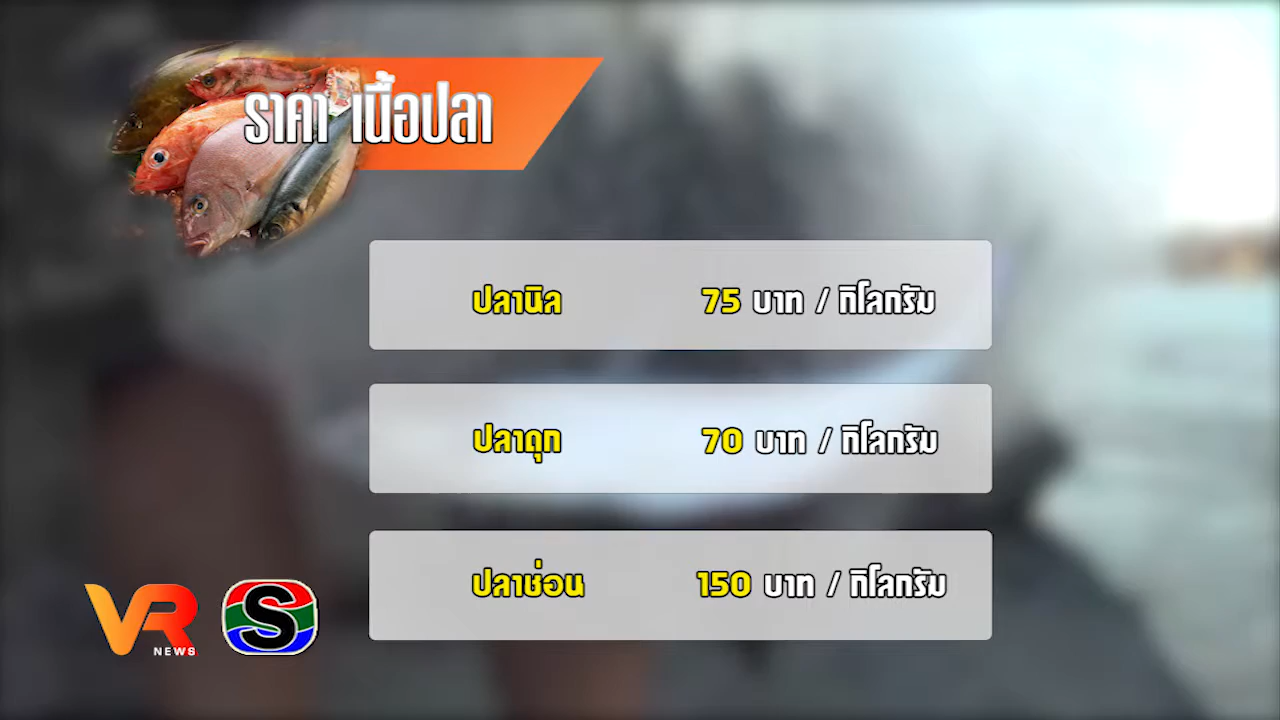 ราคา เนื้อปลา
ปลานิล 75 บาท / กิโลกรัม
ปลาดุก 70 บาท / กิโลกรัม
ปลาช่อน 150 บาท / กิโลกรัม
VR
NEWS
S